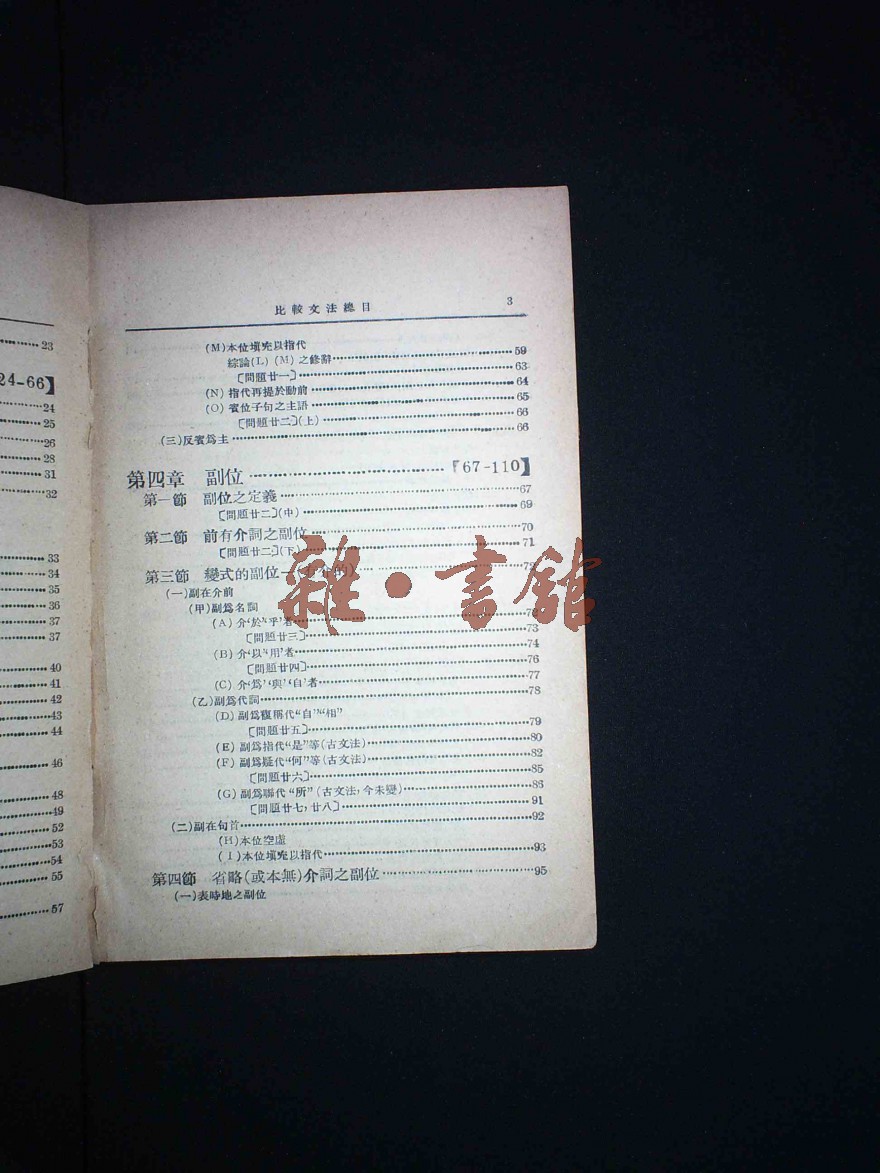 23
24-66】
24
25
26
28
31
32
33
34
35
36
37
37
40
41
42
43
44
46
48
49
52
53
54
55
57
比較文法總目 3
(M)本位填充以指代
綜論(L) (M) 之修辭 59
〔問題廿一〕 63
(N) 指代再提於動前 64
(O) 賓位子句之主語 65
〔問題廿二〕(上) 66
(三)反賓爲主 66
第四章 副位 【67-110】
第一節 副位之定義 67
〔問題廿二〕(中) 69
第二節 前有介詞之副位 70
〔問題廿二〕(下) 71
第三節 變式的副位 72
(一)副在介前
(甲)副爲名詞
(A) 介‘於’‘乎’者 72
〔問題廿三〕 73
(B) 介‘以’‘用’者 74
〔問題廿四〕 76
(C) 介‘爲’‘與’‘自’者 77
(乙)副爲代詞 78
(D) 副爲複稱代“自”“相”
〔問題廿五〕 79
(E) 副爲指代“是”等(古文法) 80
(F) 副爲疑代“何”等(古文法) 82
〔問題廿六〕 85
(G) 副爲聯代“所”(古文法,今未變) 86
〔問題廿七,廿八〕 91
(二)副在句首 92
(H)本位空虛
(I)本位填充以指代 93
第四節 省略(或本無)介詞之副位 95
(一)表時地之副位
雜·書館